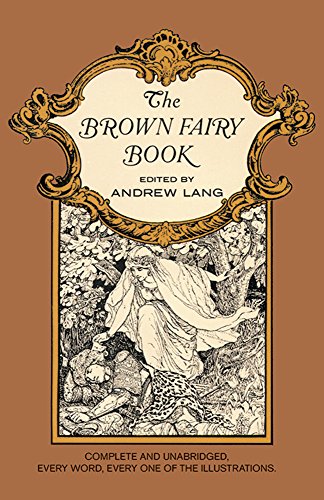 The
BROWN FAIRY
BOOK
EDITED BY
ANDREW LANG
COMPLETE AND UNABRIDGED,
EVERY WORD, EVERY ONE OF THE ILLUSTRATIONS.